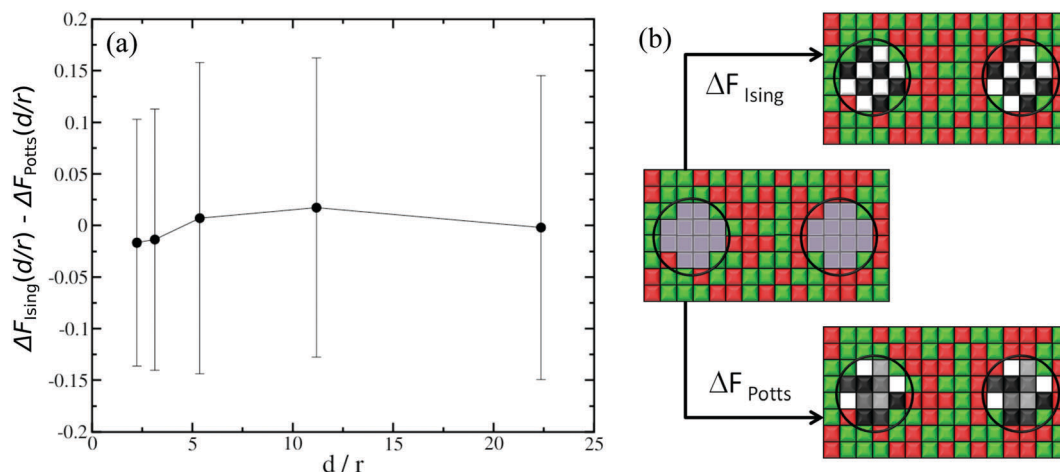 (a)
ΔF_Ising(d/r) - ΔF_Potts(d/r)
0.2
0.15
0.1
0.05
0
-0.05
-0.1
-0.15
-0.2
0 5 10 15 20 25
d / r
(b)
ΔF Ising
ΔF Potts